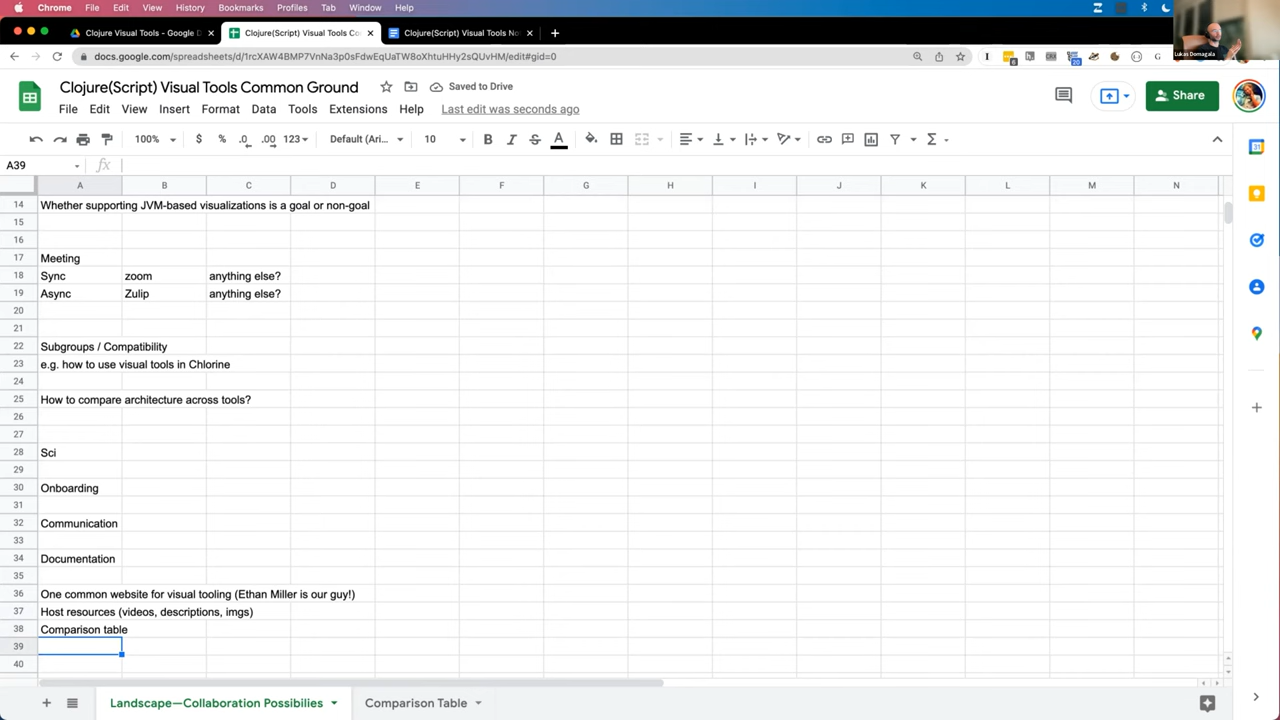 Chrome File Edit View History Bookmarks Profiles Tab Window Help
Clojure Visual Tools - Google D
Clojure(Script) Visual Tools Co
Clojure(Script) Visual Tools No
docs.google.com/spreadsheets/d/1rcXAW4BMP7VnNa3p0sFdwEqUaTW8oXhtuHHy2sQUvHM/edit#gid=0
Lukas Domagala
Clojure(Script) Visual Tools Common Ground
Saved to Drive
File Edit View Insert Format Data Tools Extensions Help Last edit was seconds ago
Share
100% $ % .0 .00 123 Default (Ari... 10 B I S A
A39 fx
A B C D E F G H I J K L M N
14 Whether supporting JVM-based visualizations is a goal or non-goal
15
16
17 Meeting
18 Sync zoom anything else?
19 Async Zulip anything else?
20
21
22 Subgroups / Compatibility
23 e.g. how to use visual tools in Chlorine
24
25 How to compare architecture across tools?
26
27
28 Sci
29
30 Onboarding
31
32 Communication
33
34 Documentation
35
36 One common website for visual tooling (Ethan Miller is our guy!)
37 Host resources (videos, descriptions, imgs)
38 Comparison table
39
40
Landscape—Collaboration Possibilies Comparison Table